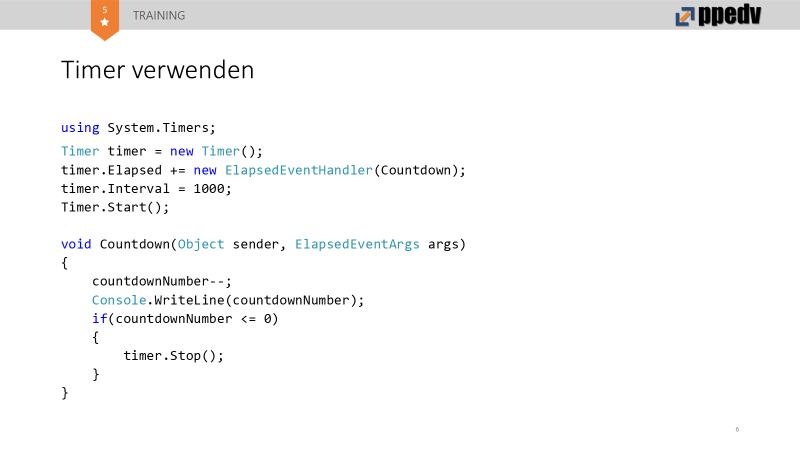 5
TRAINING
ppedv
Timer verwenden
using System.Timers;
Timer timer = new Timer();
timer.Elapsed += new ElapsedEventHandler(Countdown);
timer.Interval = 1000;
Timer.Start();
void Countdown(Object sender, ElapsedEventArgs args)
{
    countdownNumber--;
    Console.WriteLine(countdownNumber);
    if(countdownNumber <= 0)
    {
        timer.Stop();
    }
}
6